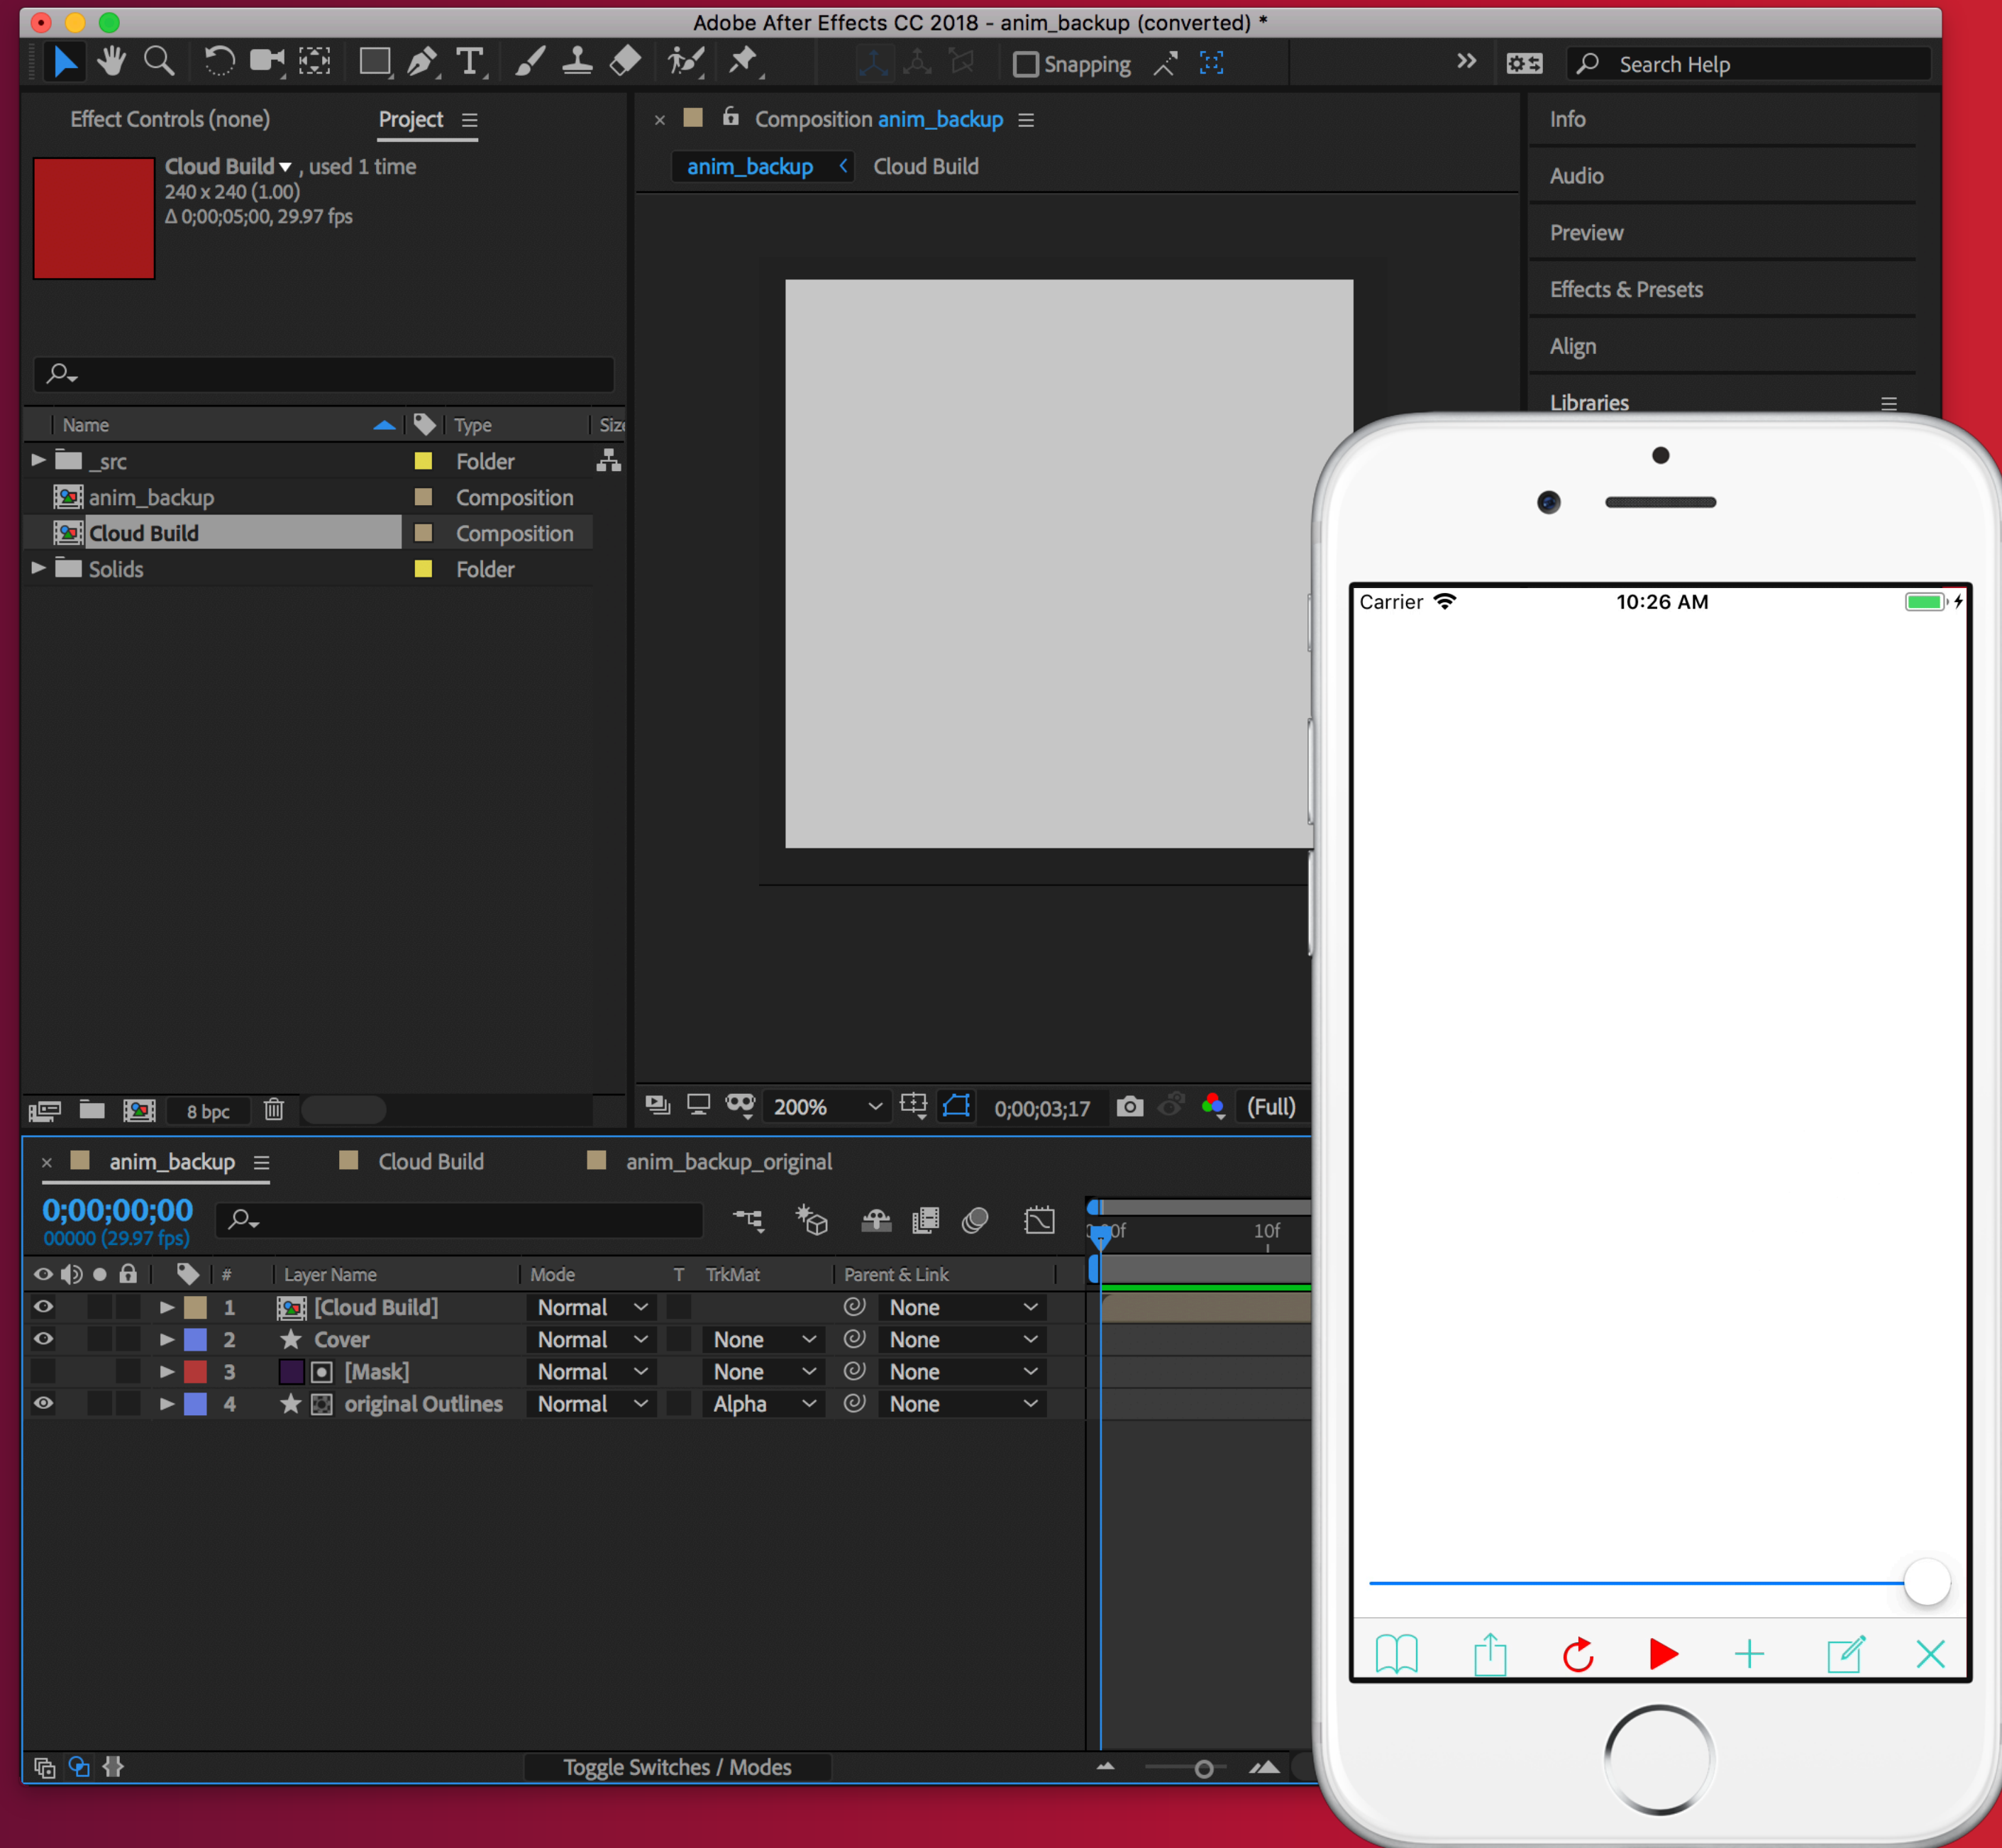 Adobe After Effects CC 2018 - anim_backup (converted) *
Snapping
Search Help
Effect Controls (none)
Project
Composition anim_backup
Info
Cloud Build , used 1 time
240 x 240 (1.00)
Δ 0;00;05;00, 29.97 fps
anim_backup
Cloud Build
Audio
Preview
Effects & Presets
Align
Libraries
Name
Type
_src
Folder
anim_backup
Composition
Cloud Build
Composition
Solids
Folder
Carrier
10:26 AM
8 bpc
200%
0;00;03;17
(Full)
anim_backup
Cloud Build
anim_backup_original
0;00;00;00
00000 (29.97 fps)
10f
#
Layer Name
Mode
T
TrkMat
Parent & Link
1 [Cloud Build] Normal None
2 Cover Normal None None
3 [Mask] Normal None None
4 original Outlines Normal Alpha None
Toggle Switches / Modes